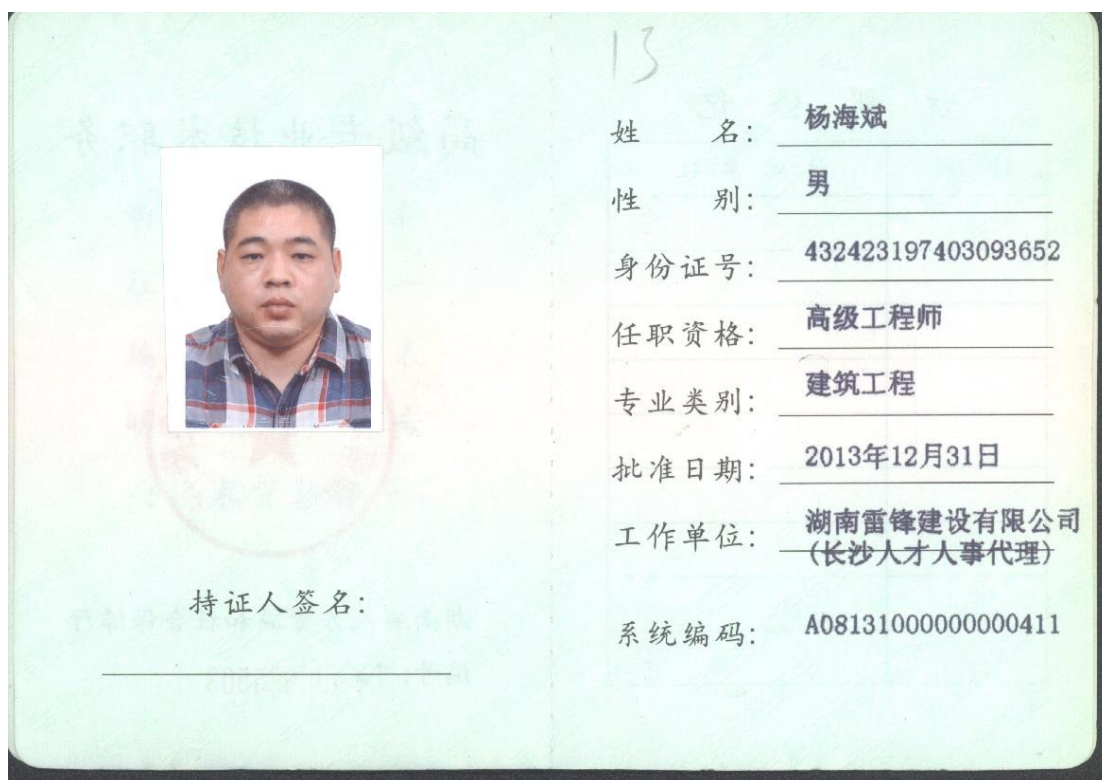 13
姓 名: 杨海斌
性 别: 男
身份证号: 432423197403093652
任职资格: 高级工程师
专业类别: 建筑工程
批准日期: 2013年12月31日
工作单位: 湖南雷锋建设有限公司
(长沙人才人事代理)
系统编码: A08131000000000411
持证人签名: